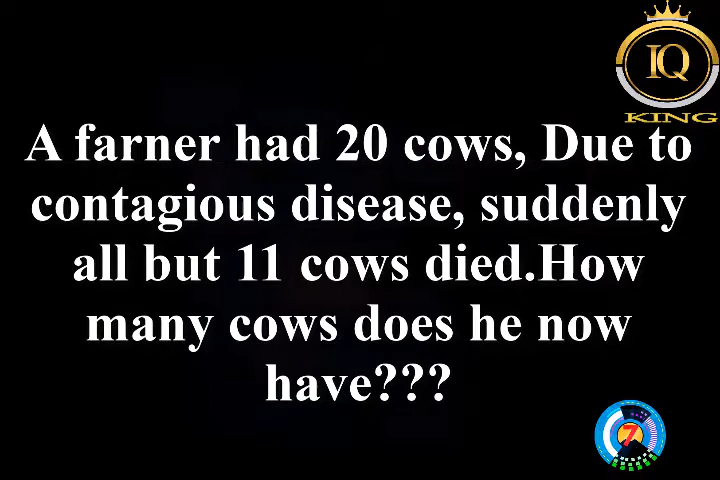 IQ
KING
A farner had 20 cows, Due to
contagious disease, suddenly
all but 11 cows died.How
many cows does he now
have???
7